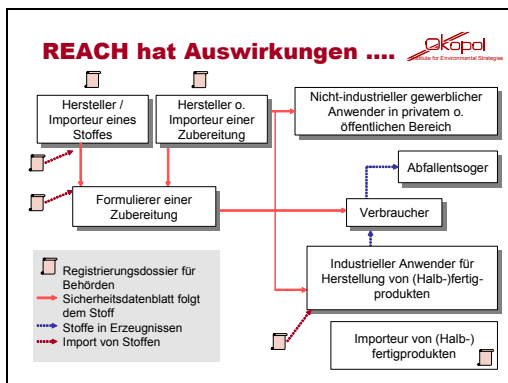 REACH hat Auswirkungen ....
Ökopol
Institute for Environmental Strategies
Hersteller /
Importeur eines
Stoffes
Hersteller o.
Importeur einer
Zubereitung
Nicht-industrieller gewerblicher
Anwender in privatem o.
öffentlichen Bereich
Abfallentsoger
Formulierer einer
Zubereitung
Verbraucher
Registrierungsdossier für
Behörden
Sicherheitsdatenblatt folgt
dem Stoff
Stoffe in Erzeugnissen
Import von Stoffen
Industrieller Anwender für
Herstellung von (Halb-)fertig-
produkten
Importeur von (Halb-)
fertigprodukten